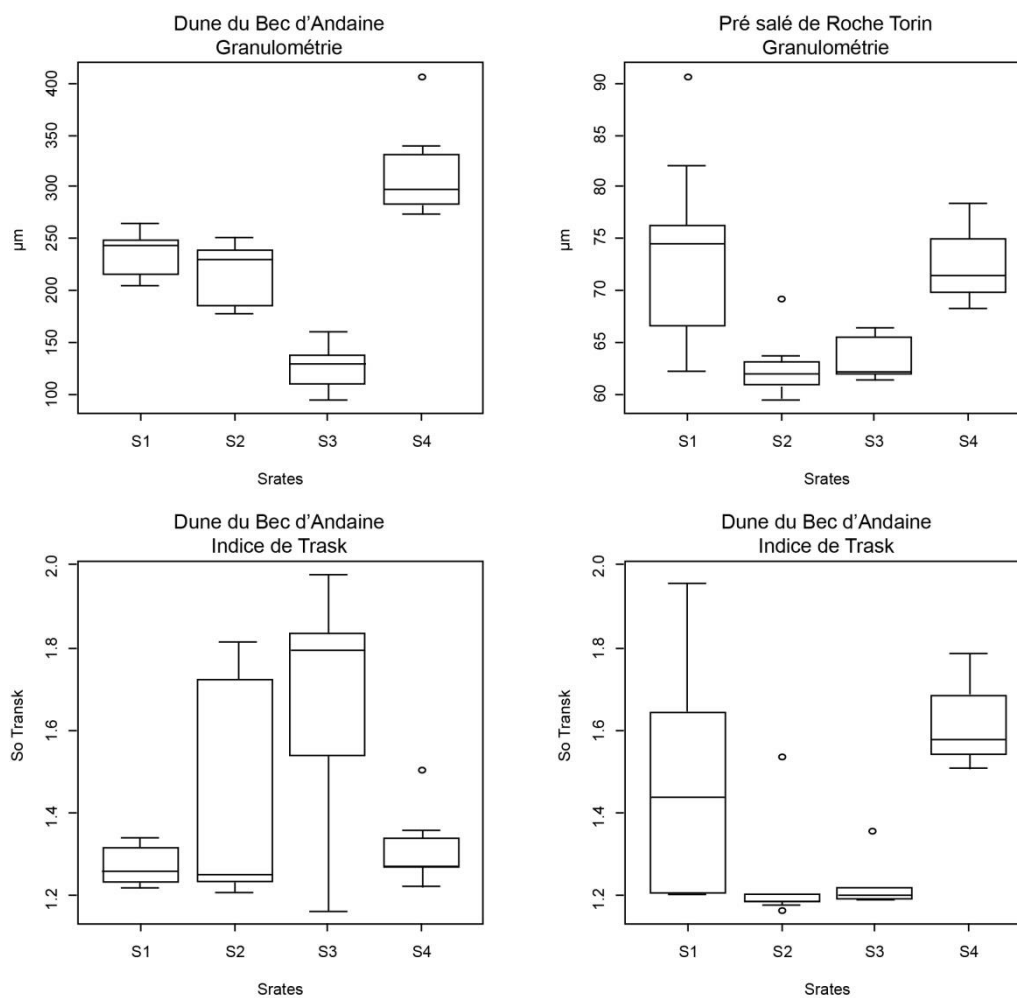 Dune du Bec d’Andaine
Granulométrie
400
350
300
250
200
150
100
µm
S1 S2 S3 S4
Srates
Pré salé de Roche Torin
Granulométrie
90
85
80
75
70
65
60
µm
S1 S2 S3 S4
Srates
Dune du Bec d’Andaine
Indice de Trask
2.0
1.8
1.6
1.4
1.2
So Transk
S1 S2 S3 S4
Srates
Dune du Bec d’Andaine
Indice de Trask
2.0
1.8
1.6
1.4
1.2
So Transk
S1 S2 S3 S4
Srates